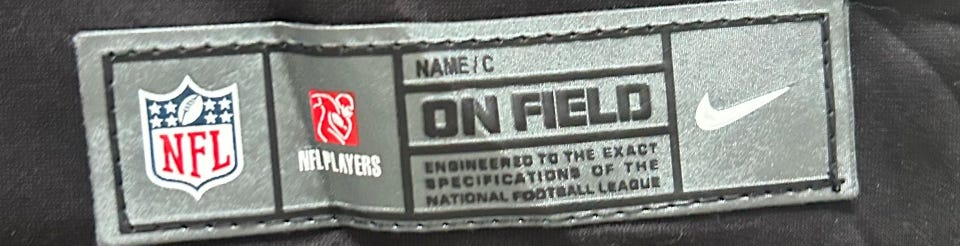 NFL
NFLPLAYERS
NAME/C
ON FIELD
ENGINEERED TO THE EXACT
SPECIFICATIONS OF THE
NATIONAL FOOTBALL LEAGUE